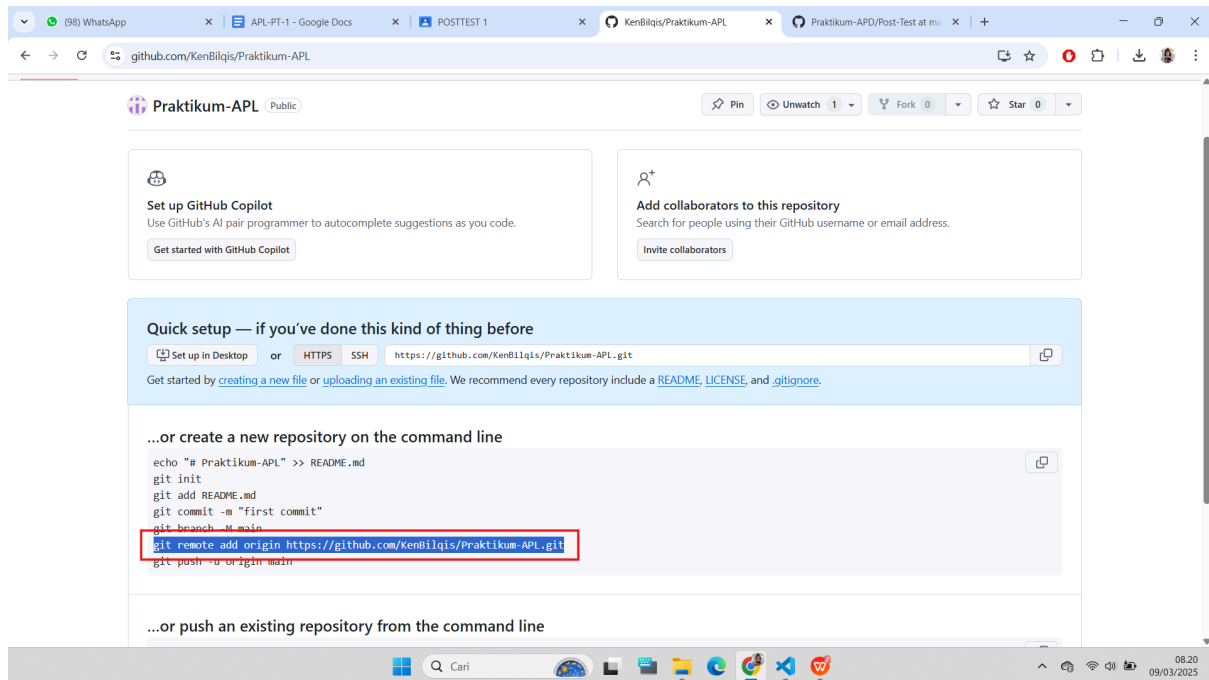 (98) WhatsApp
APL-PT-1 - Google Docs
POSTTEST 1
KenBilqis/Praktikum-APL
Praktikum-APD/Post-Test at ma
github.com/KenBilqis/Praktikum-APL
Praktikum-APL Public
Pin
Unwatch 1
Fork 0
Star 0
Set up GitHub Copilot
Use GitHub's AI pair programmer to autocomplete suggestions as you code.
Get started with GitHub Copilot
Add collaborators to this repository
Search for people using their GitHub username or email address.
Invite collaborators
Quick setup — if you've done this kind of thing before
Set up in Desktop or HTTPS SSH https://github.com/KenBilqis/Praktikum-APL.git
Get started by creating a new file or uploading an existing file. We recommend every repository include a README, LICENSE, and .gitignore.
...or create a new repository on the command line
echo "# Praktikum-APL" >> README.md
git init
git add README.md
git commit -m "first commit"
git branch -M main
git remote add origin https://github.com/KenBilqis/Praktikum-APL.git
git push -u origin main
...or push an existing repository from the command line
Cari
08.20
09/03/2025